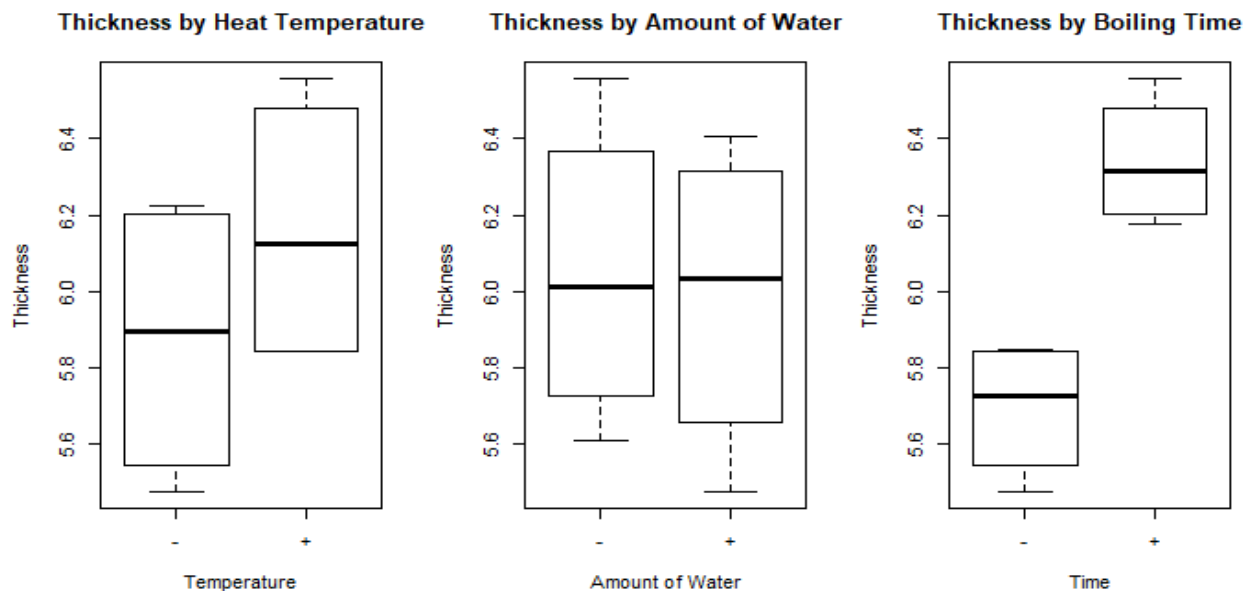 Thickness by Heat Temperature
Thickness
6.4
6.2
6.0
5.8
5.6
-
+
Temperature
Thickness by Amount of Water
Thickness
6.4
6.2
6.0
5.8
5.6
-
+
Amount of Water
Thickness by Boiling Time
Thickness
6.4
6.2
6.0
5.8
5.6
-
+
Time